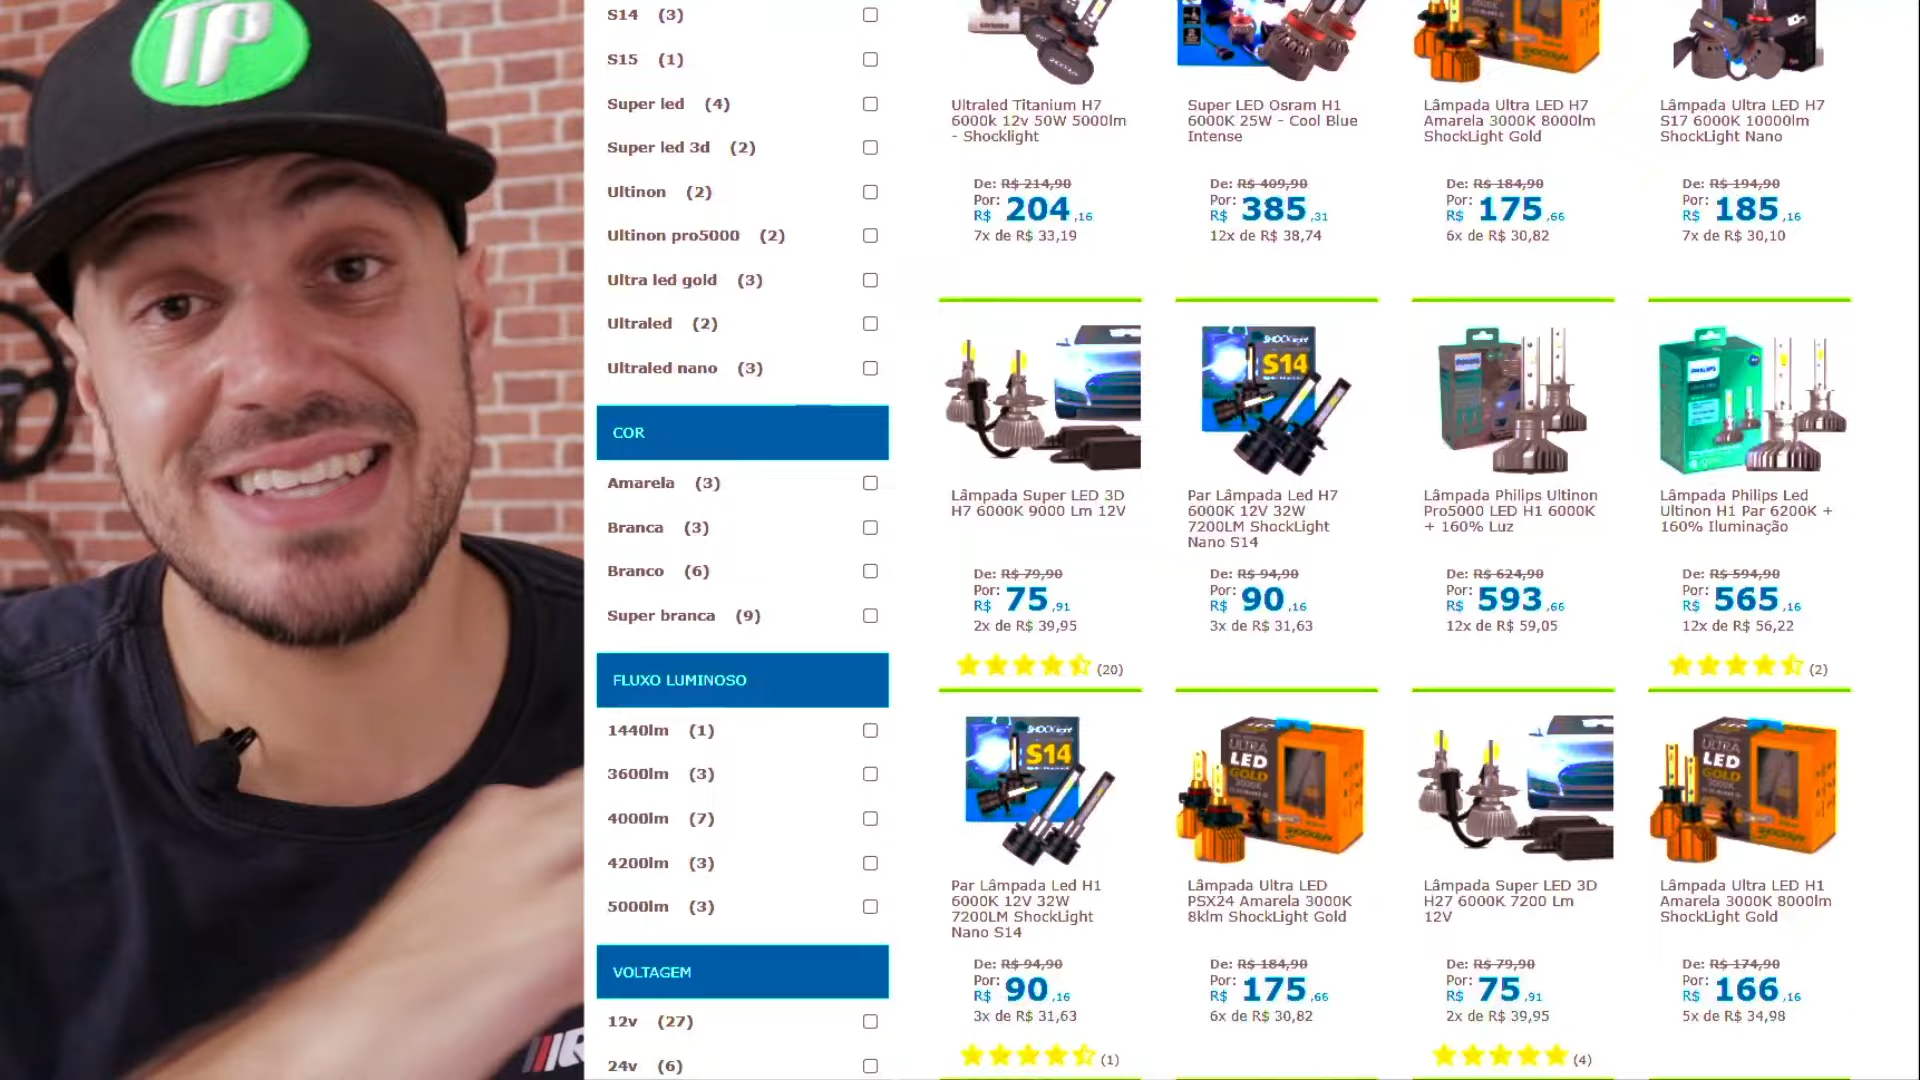 TP
S14 (3)
S15 (1)
Super led (4)
Super led 3d (2)
Ultinon (2)
Ultinon pro5000 (2)
Ultra led gold (3)
Ultraled (2)
Ultraled nano (3)
COR
Amarela (3)
Branca (3)
Branco (6)
Super branca (9)
FLUXO LUMINOSO
1440lm (1)
3600lm (3)
4000lm (7)
4200lm (3)
5000lm (3)
VOLTAGEM
12v (27)
24v (6)
Ultraled Titanium H7
6000k 12v 50W 5000lm
- Shocklight
De: R$ 214,90
Por:
R$ 204,16
7x de R$ 33,19
Super LED Osram H1
6000K 25W - Cool Blue
Intense
De: R$ 409,90
Por:
R$ 385,31
12x de R$ 38,74
Lâmpada Ultra LED H7
Amarela 3000K 8000lm
ShockLight Gold
De: R$ 184,90
Por:
R$ 175,66
6x de R$ 30,82
Lâmpada Ultra LED H7
S17 6000K 10000lm
ShockLight Nano
De: R$ 194,90
Por:
R$ 185,16
7x de R$ 30,10
Lâmpada Super LED 3D
H7 6000K 9000 Lm 12V
De: R$ 79,90
Por:
R$ 75,91
2x de R$ 39,95
(20)
SHOCKlight
S14
Par Lâmpada Led H7
6000K 12V 32W
7200LM ShockLight
Nano S14
De: R$ 94,90
Por:
R$ 90,16
3x de R$ 31,63
PHILIPS
Lâmpada Philips Ultinon
Pro5000 LED H1 6000K
+ 160% Luz
De: R$ 624,90
Por:
R$ 593,66
12x de R$ 59,05
PHILIPS
Lâmpada Philips Led
Ultinon H1 Par 6200K +
160% Iluminação
De: R$ 594,90
Por:
R$ 565,16
12x de R$ 56,22
(2)
SHOCKlight
S14
Par Lâmpada Led H1
6000K 12V 32W
7200LM ShockLight
Nano S14
De: R$ 94,90
Por:
R$ 90,16
3x de R$ 31,63
(1)
ULTRA
LED
GOLD
3000K
Lâmpada Ultra LED
PSX24 Amarela 3000K
8klm ShockLight Gold
De: R$ 184,90
Por:
R$ 175,66
6x de R$ 30,82
Lâmpada Super LED 3D
H27 6000K 7200 Lm
12V
De: R$ 79,90
Por:
R$ 75,91
2x de R$ 39,95
(4)
ULTRA
LED
GOLD
3000K
Lâmpada Ultra LED H1
Amarela 3000K 8000lm
ShockLight Gold
De: R$ 174,90
Por:
R$ 166,16
5x de R$ 34,98